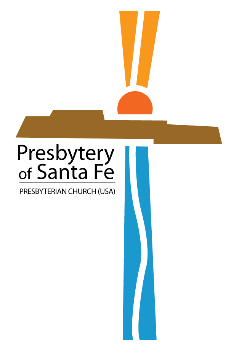 Presbytery
of Santa Fe
PRESBYTERIAN CHURCH (USA)